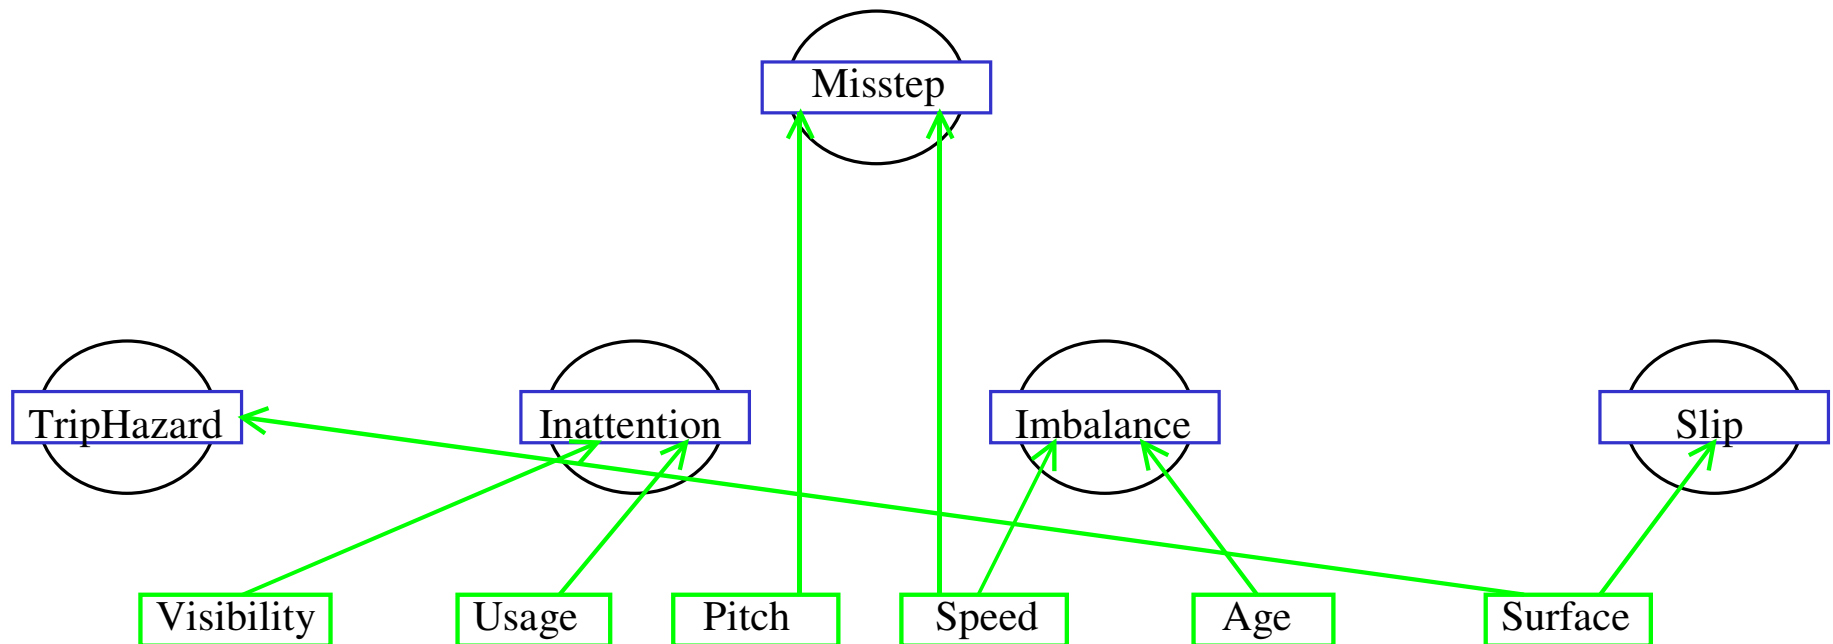 Misstep
TripHazard
Inattention
Imbalance
Slip
Visibility
Usage
Pitch
Speed
Age
Surface